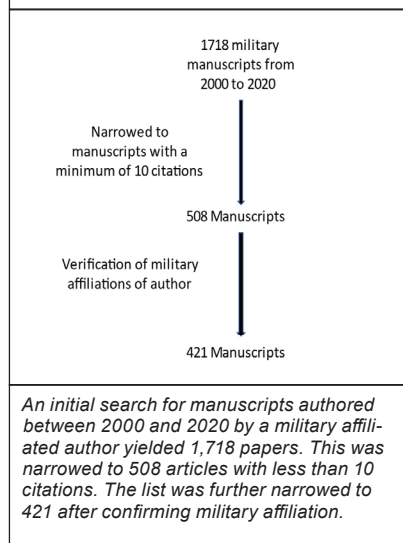 1718 military
manuscripts from
2000 to 2020
Narrowed to
manuscripts with a
minimum of 10 citations
508 Manuscripts
Verification of military
affiliations of author
421 Manuscripts
An initial search for manuscripts authored
between 2000 and 2020 by a military affili-
ated author yielded 1,718 papers. This was
narrowed to 508 articles with less than 10
citations. The list was further narrowed to
421 after confirming military affiliation.